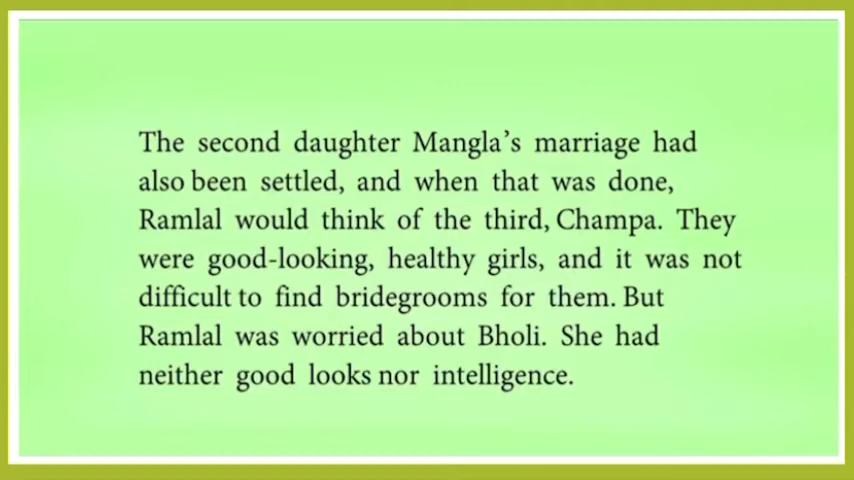 The second daughter Mangla’s marriage had
also been settled, and when that was done,
Ramlal would think of the third, Champa. They
were good-looking, healthy girls, and it was not
difficult to find bridegrooms for them. But
Ramlal was worried about Bholi. She had
neither good looks nor intelligence.